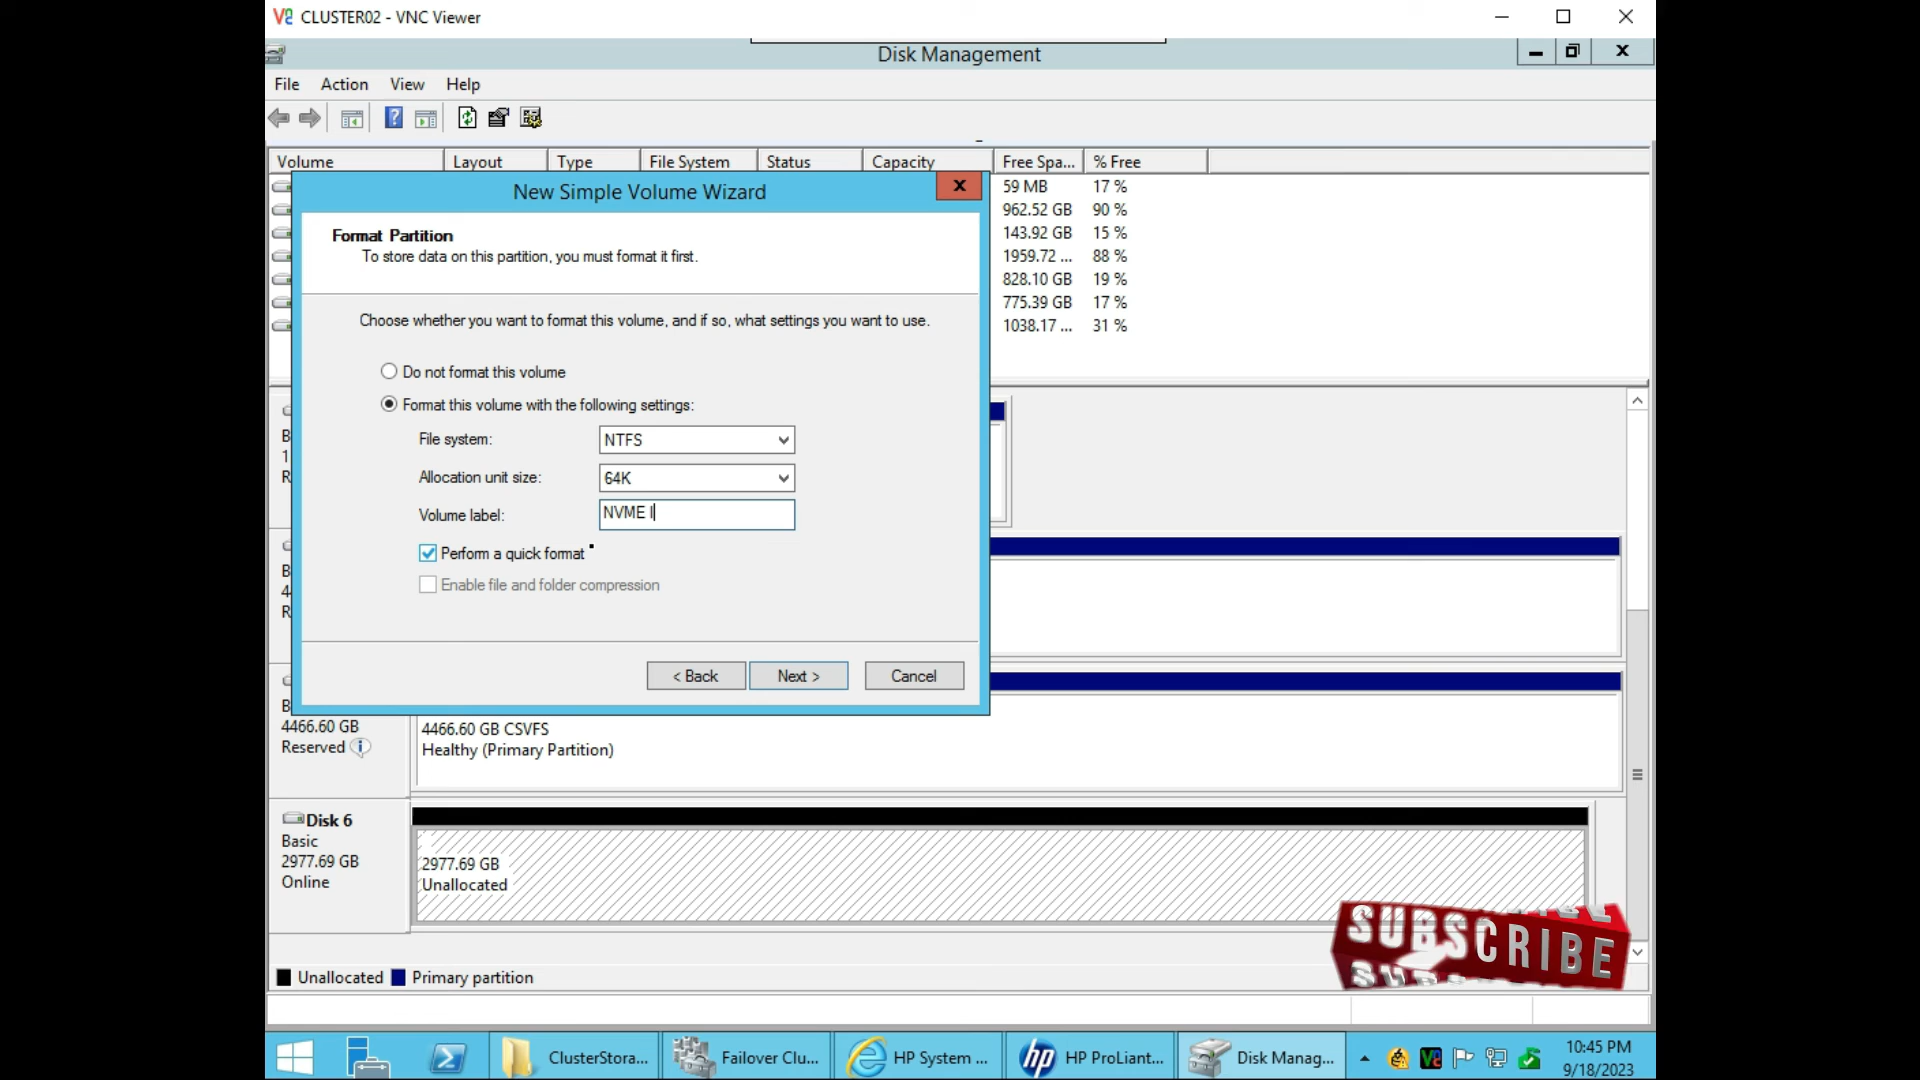 CLUSTER02 - VNC Viewer
Disk Management
File Action View Help
Volume Layout Type File System Status Capacity Free Spa... % Free
59 MB 17 %
962.52 GB 90 %
143.92 GB 15 %
1959.72 ... 88 %
828.10 GB 19 %
775.39 GB 17 %
1038.17 ... 31 %
New Simple Volume Wizard
Format Partition
To store data on this partition, you must format it first.
Choose whether you want to format this volume, and if so, what settings you want to use.
Do not format this volume
Format this volume with the following settings:
File system: NTFS
Allocation unit size: 64K
Volume label: NVME
Perform a quick format
Enable file and folder compression
< Back Next > Cancel
4466.60 GB
Reserved
4466.60 GB CSVFS
Healthy (Primary Partition)
Disk 6
Basic
2977.69 GB
Online
2977.69 GB
Unallocated
SUBSCRIBE
Unallocated Primary partition
ClusterStora... Failover Clu... HP System ... hp HP ProLiant... Disk Manag...
10:45 PM
9/18/2023